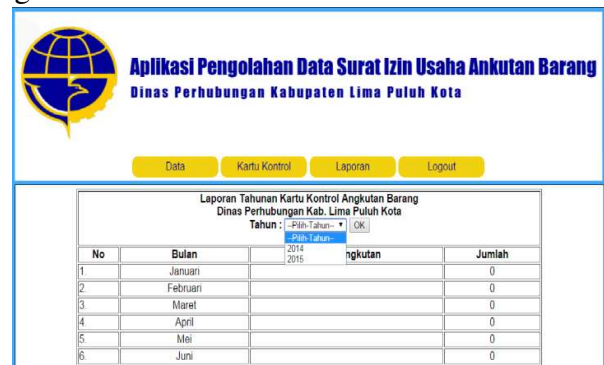 g
Aplikasi Pengolahan Data Surat Izin Usaha Ankutan Barang
Dinas Perhubungan Kabupaten Lima Puluh Kota
Data Kartu Kontrol Laporan Logout
Laporan Tahunan Kartu Kontrol Angkutan Barang
Dinas Perhubungan Kab. Lima Puluh Kota
Tahun : --Pilih-Tahun-- OK
--Pilih-Tahun--
2014
2015
No Bulan ngkutan Jumlah
1. Januari 0
2. Februari 0
3. Maret 0
4. April 0
5. Mei 0
6. Juni 0